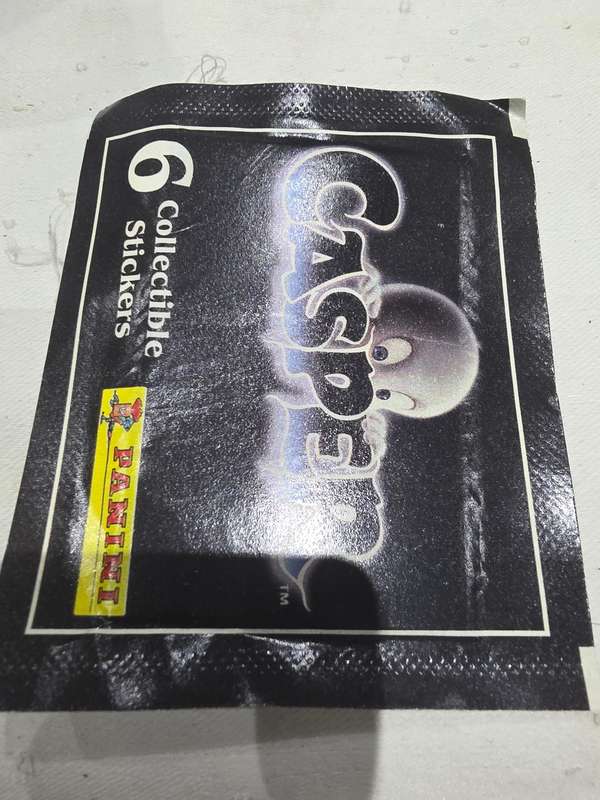 CASPER
TM
6 Collectible
Stickers
PANINI